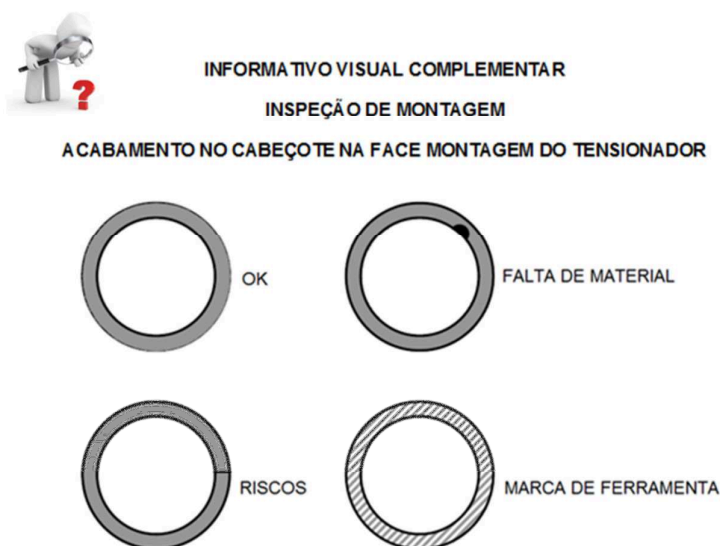 INFORMATIVO VISUAL COMPLEMENTAR
INSPEÇÃO DE MONTAGEM
ACABAMENTO NO CABEÇOTE NA FACE MONTAGEM DO TENSIONADOR
OK
FALTA DE MATERIAL
RISCOS
MARCA DE FERRAMENTA